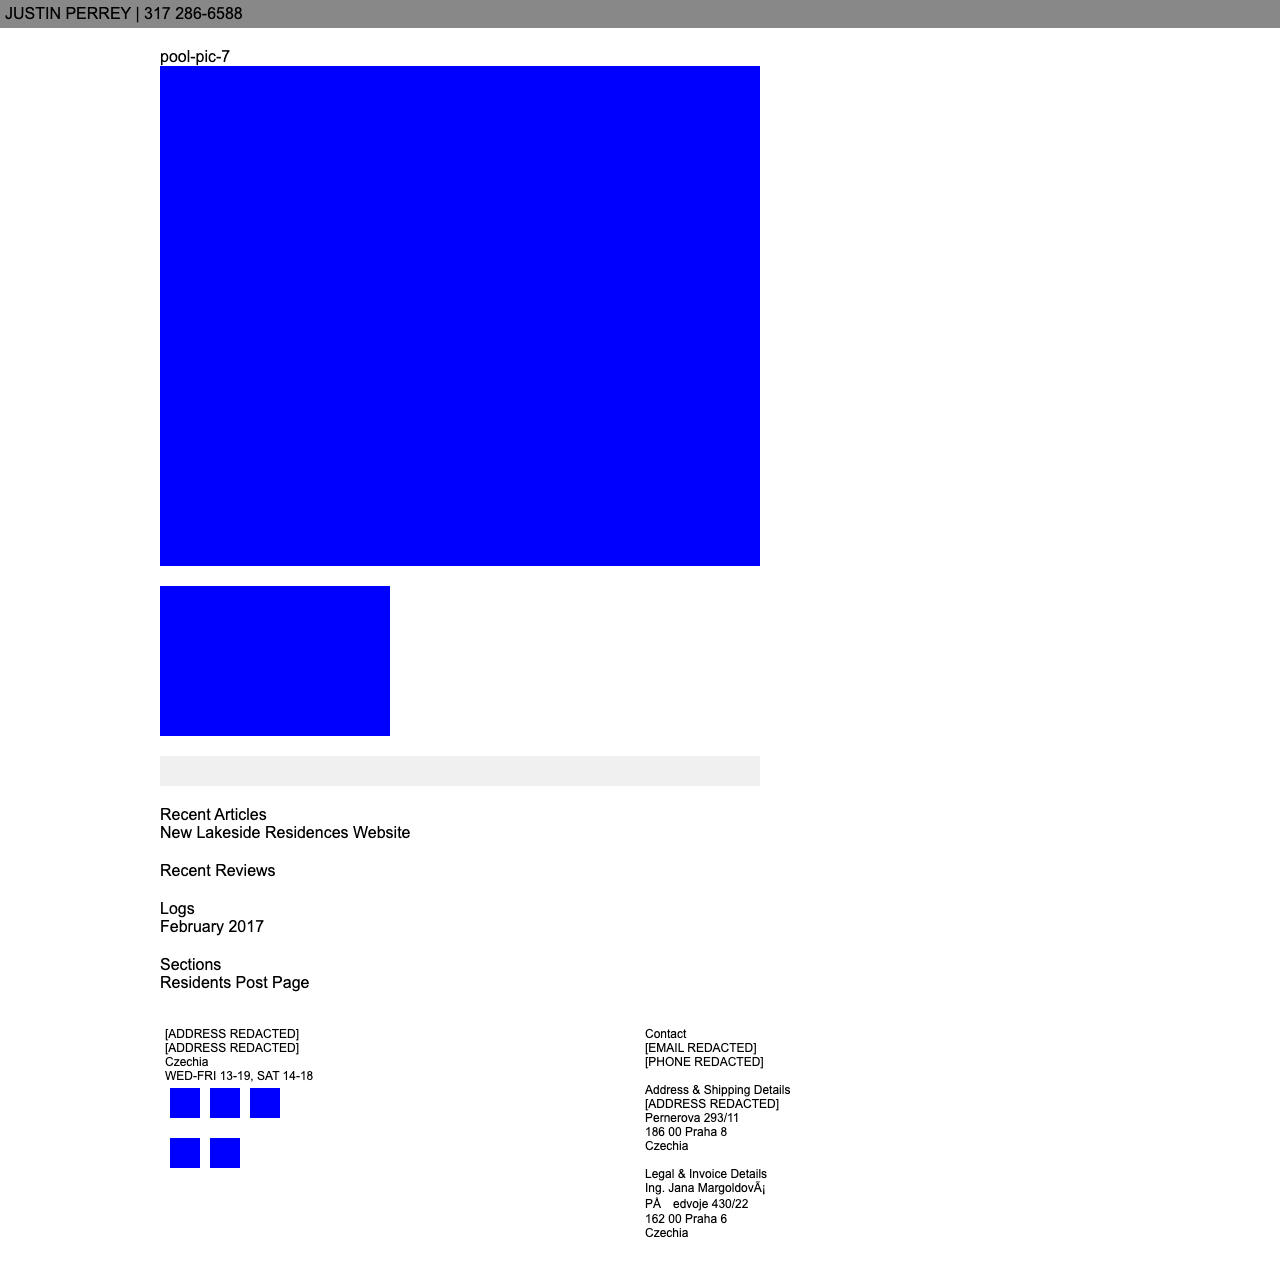 JUSTIN PERREY | 317 286-6588
pool-pic-7
Recent Articles
New Lakeside Residences Website
Recent Reviews
Logs
February 2017
Sections
Residents Post Page
[ADDRESS REDACTED]
[ADDRESS REDACTED]
Czechia
WED-FRI 13-19, SAT 14-18
Contact
[EMAIL REDACTED]
[PHONE REDACTED]
Address & Shipping Details
[ADDRESS REDACTED]
Pernerova 293/11
186 00 Praha 8
Czechia
Legal & Invoice Details
Ing. Jana MargoldovÃ¡
PÅ edvoje 430/22
162 00 Praha 6
Czechia